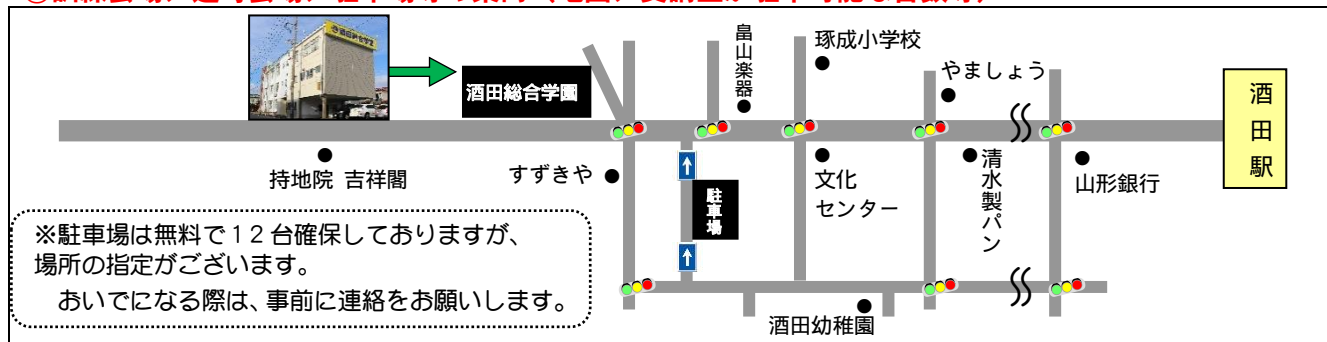 畠山楽器
琢成小学校
やましょう
酒田総合学園
酒田駅
持地院 吉祥閣
すずきや
駐車場
文化
センター
清水製パン
山形銀行
※駐車場は無料で12台確保しておりますが、
場所の指定がございます。
おいでになる際は、事前に連絡をお願いします。
酒田幼稚園